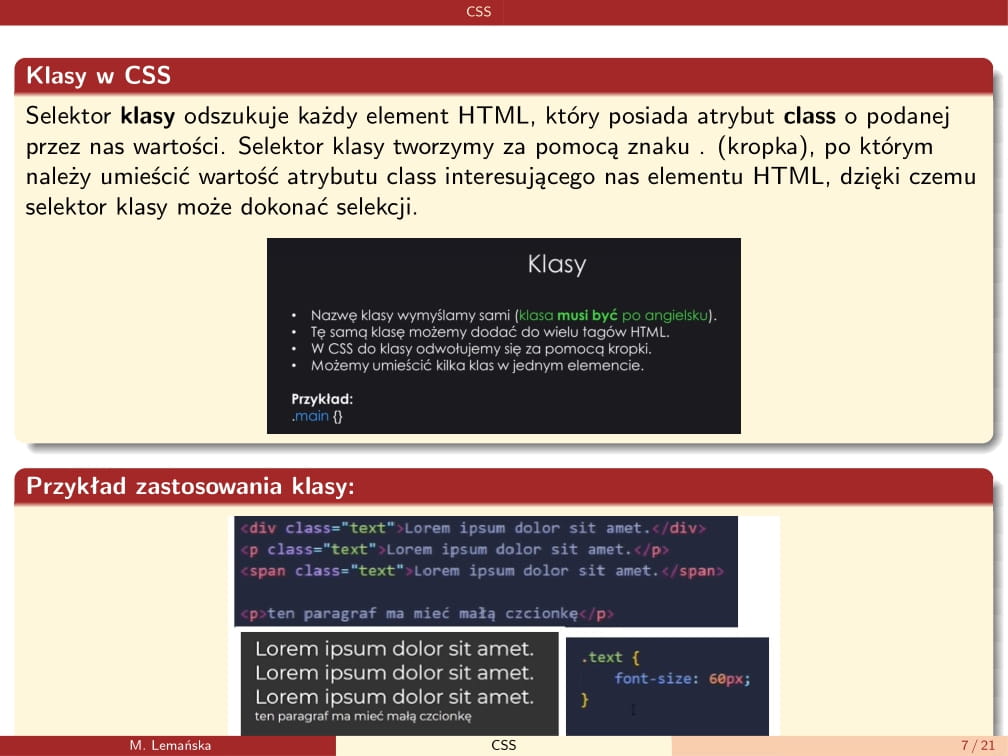 CSS
Klasy w CSS
Selektor klasy odszukuje każdy element HTML, który posiada atrybut class o podanej
przez nas wartości. Selektor klasy tworzymy za pomocą znaku . (kropka), po którym
należy umieścić wartość atrybutu class interesującego nas elementu HTML, dzięki czemu
selektor klasy może dokonać selekcji.
Klasy
• Nazwę klasy wymyślamy sami (klasa musi być po angielsku).
• Tę samą klasę możemy dodać do wielu tagów HTML.
• W CSS do klasy odwołujemy się za pomocą kropki.
• Możemy umieścić kilka klas w jednym elemencie.
Przykład:
.main {}
Przykład zastosowania klasy:
<div class="text">Lorem ipsum dolor sit amet.</div>
<p class="text">Lorem ipsum dolor sit amet.</p>
<span class="text">Lorem ipsum dolor sit amet.</span>
<p>ten paragraf ma mieć małą czcionkę</p>
Lorem ipsum dolor sit amet.
Lorem ipsum dolor sit amet.
Lorem ipsum dolor sit amet.
ten paragraf ma mieć małą czcionkę
.text {
font-size: 60px;
}
M. Lemańska
CSS
7 / 21